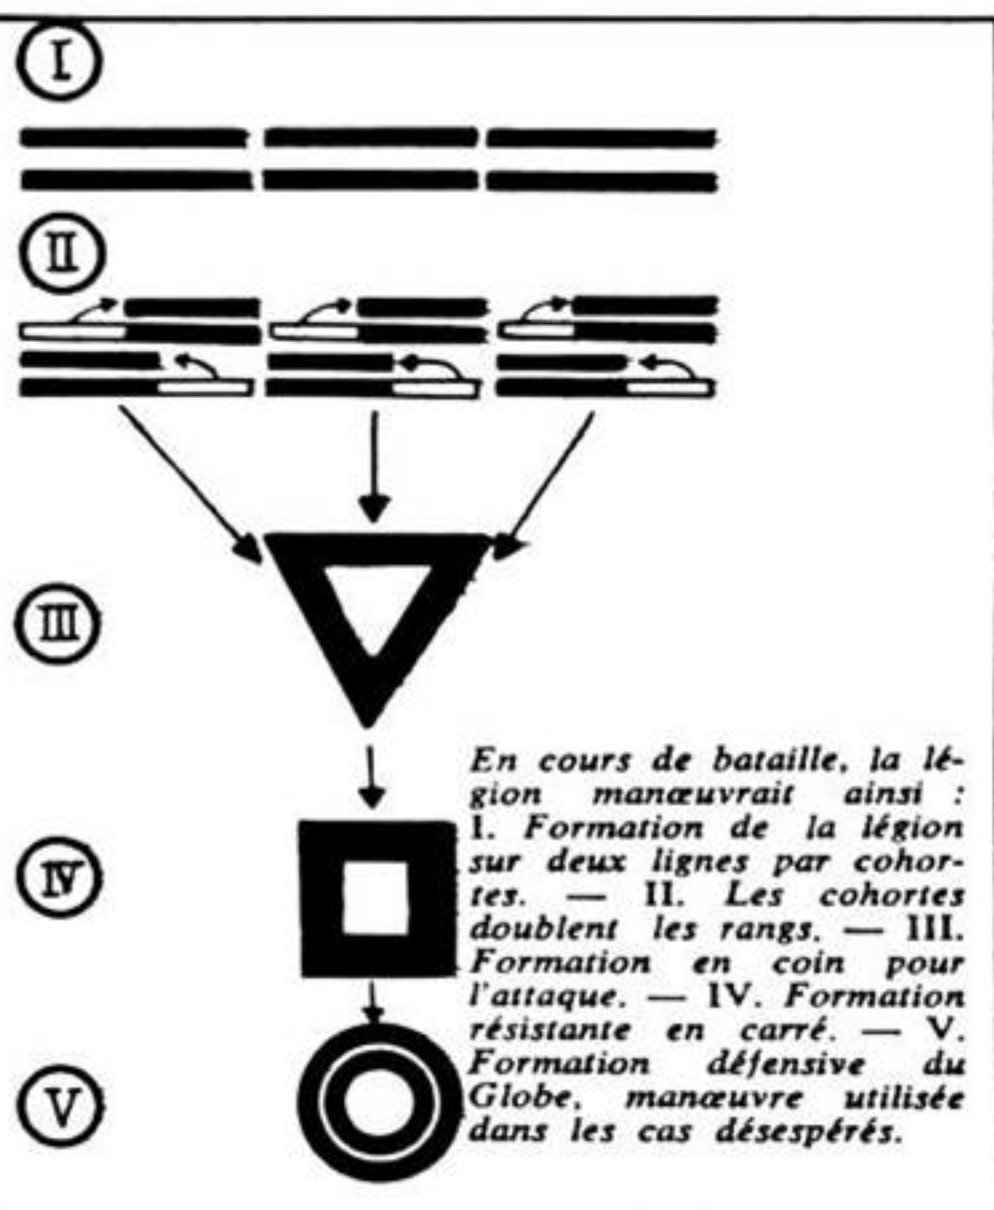 I
II
III
IV
V
En cours de bataille, la lé-
gion manœuvrait ainsi :
I. Formation de la légion
sur deux lignes par cohor-
tes. — II. Les cohortes
doublent les rangs. — III.
Formation en coin pour
l'attaque. — IV. Formation
résistante en carré. — V.
Formation défensive du
Globe, manœuvre utilisée
dans les cas désespérés.